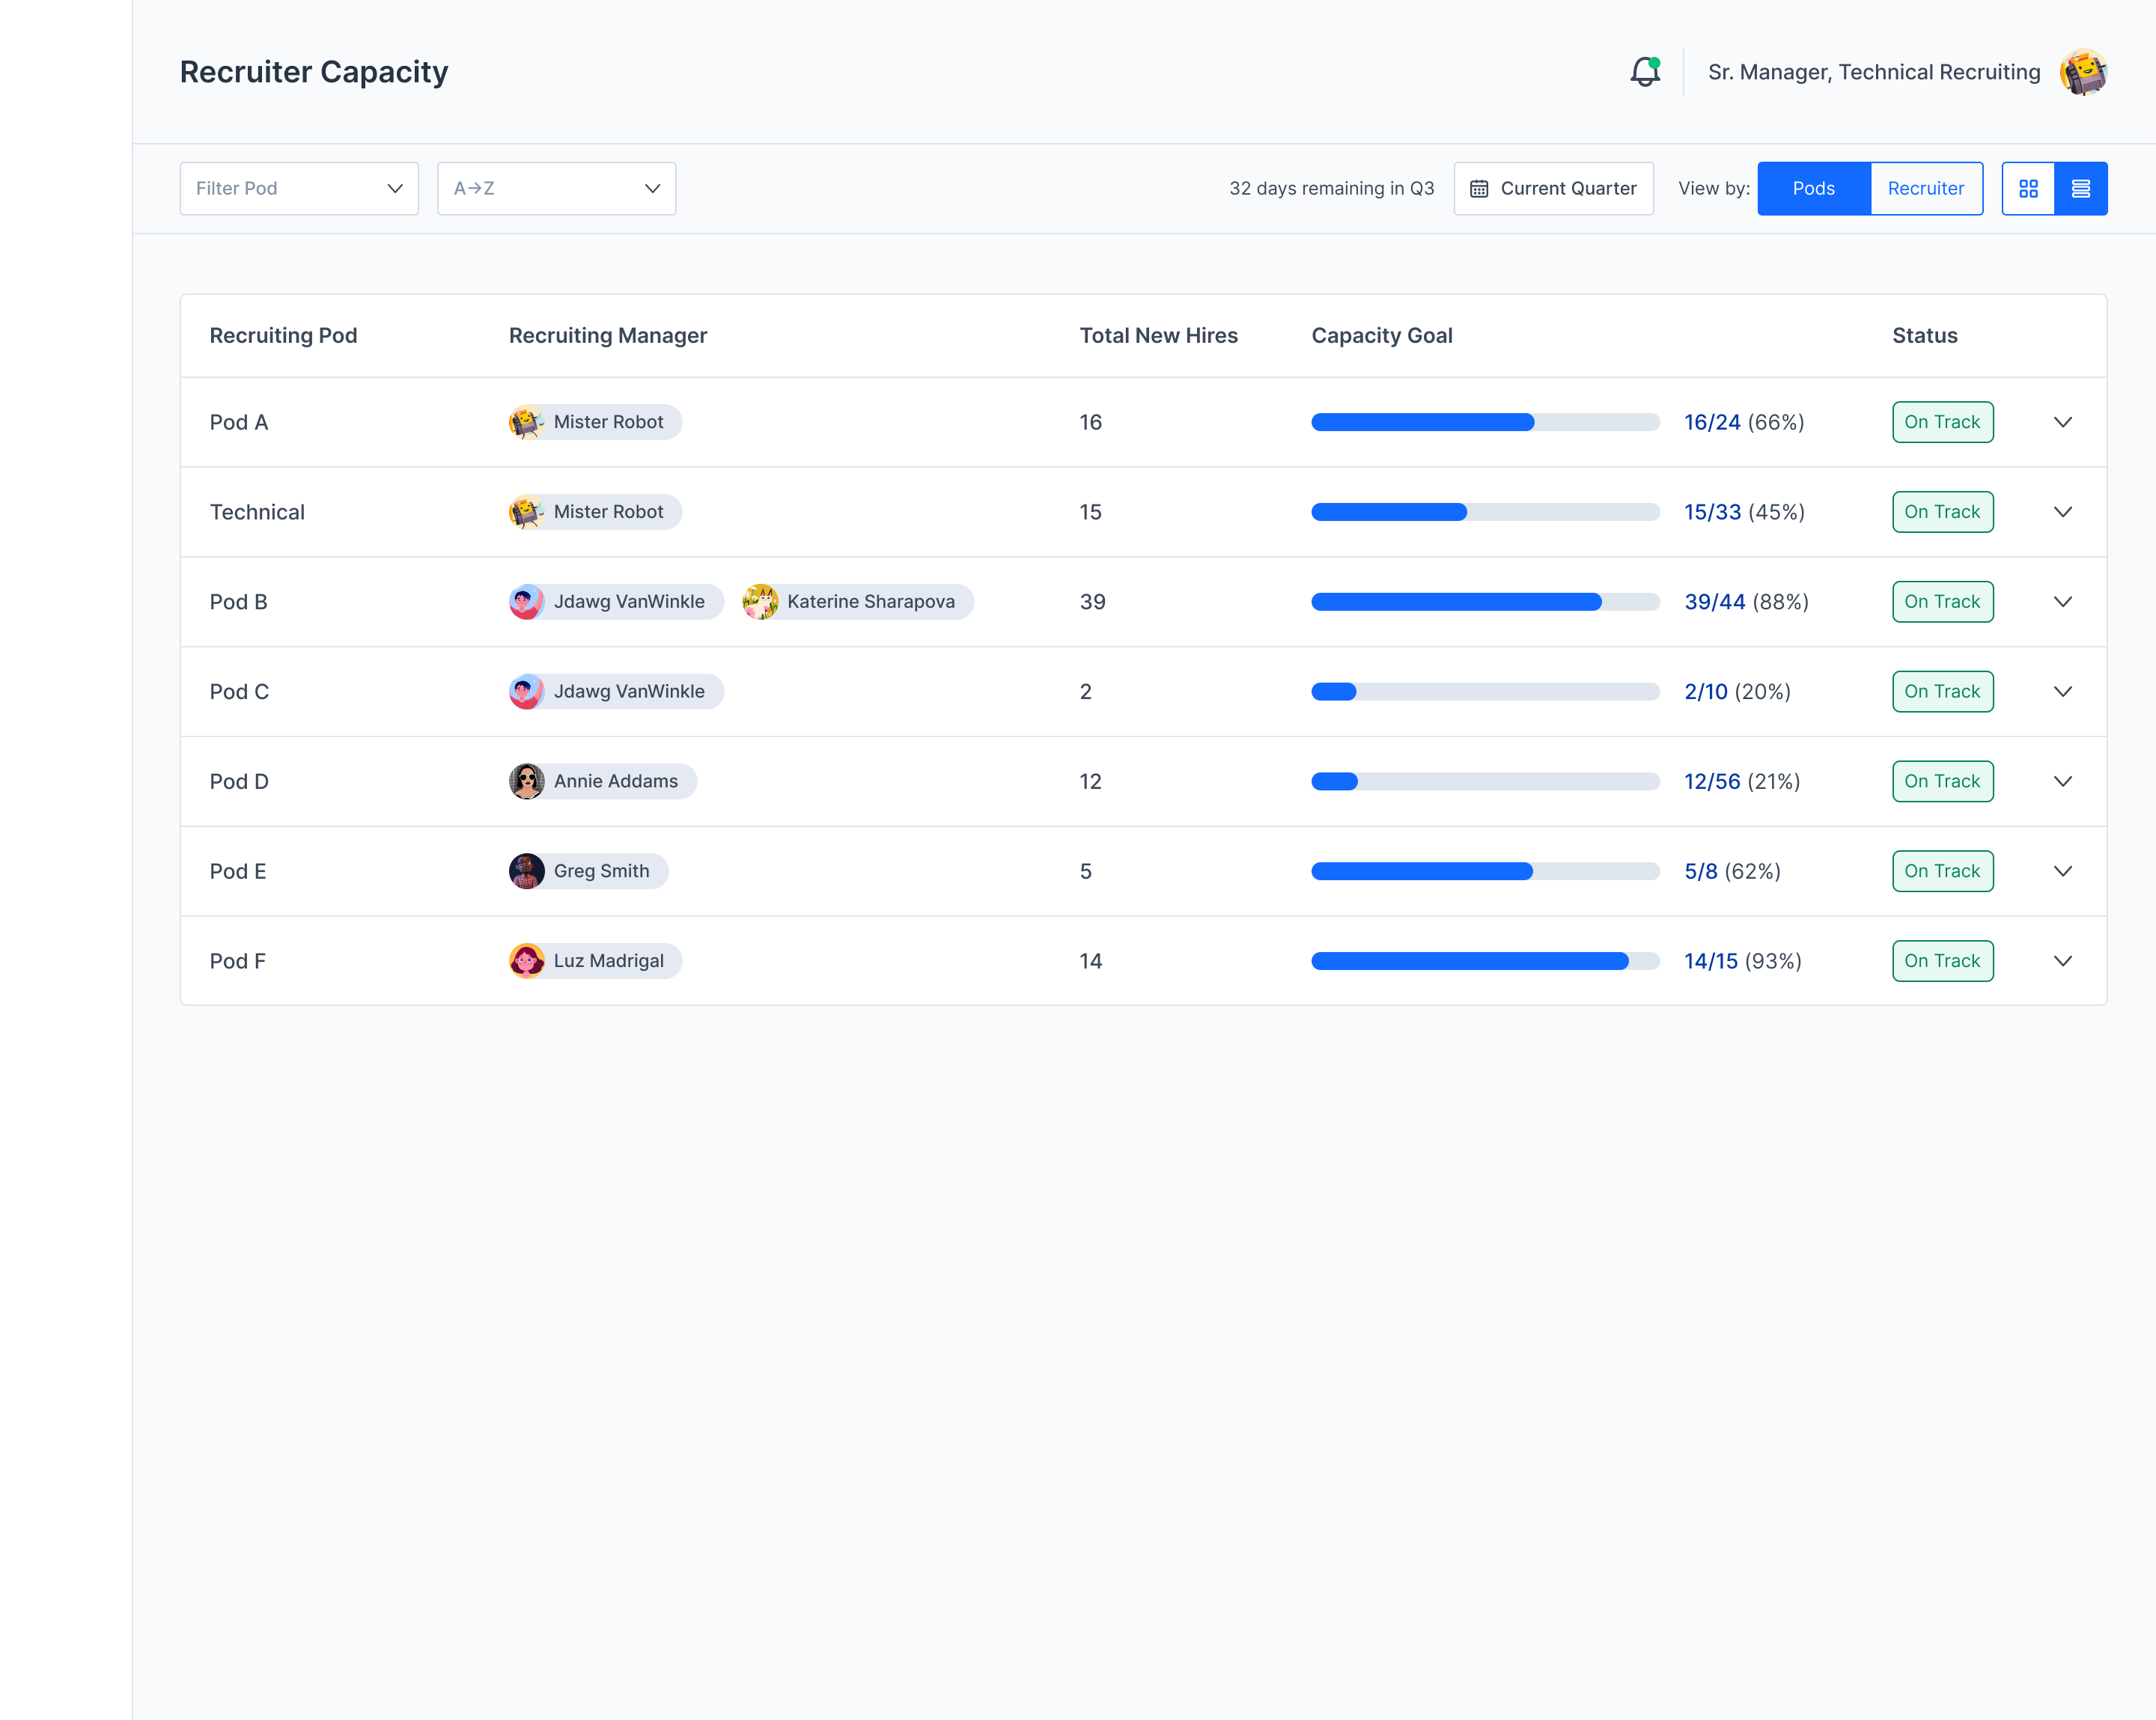 Recruiter Capacity
Sr. Manager, Technical Recruiting
Filter Pod
A→Z
32 days remaining in Q3
Current Quarter
View by:
Pods
Recruiter
Recruiting Pod Recruiting Manager Total New Hires Capacity Goal Status
Pod A Mister Robot 16 16/24 (66%) On Track
Technical Mister Robot 15 15/33 (45%) On Track
Pod B Jdawg VanWinkle Katerine Sharapova 39 39/44 (88%) On Track
Pod C Jdawg VanWinkle 2 2/10 (20%) On Track
Pod D Annie Addams 12 12/56 (21%) On Track
Pod E Greg Smith 5 5/8 (62%) On Track
Pod F Luz Madrigal 14 14/15 (93%) On Track